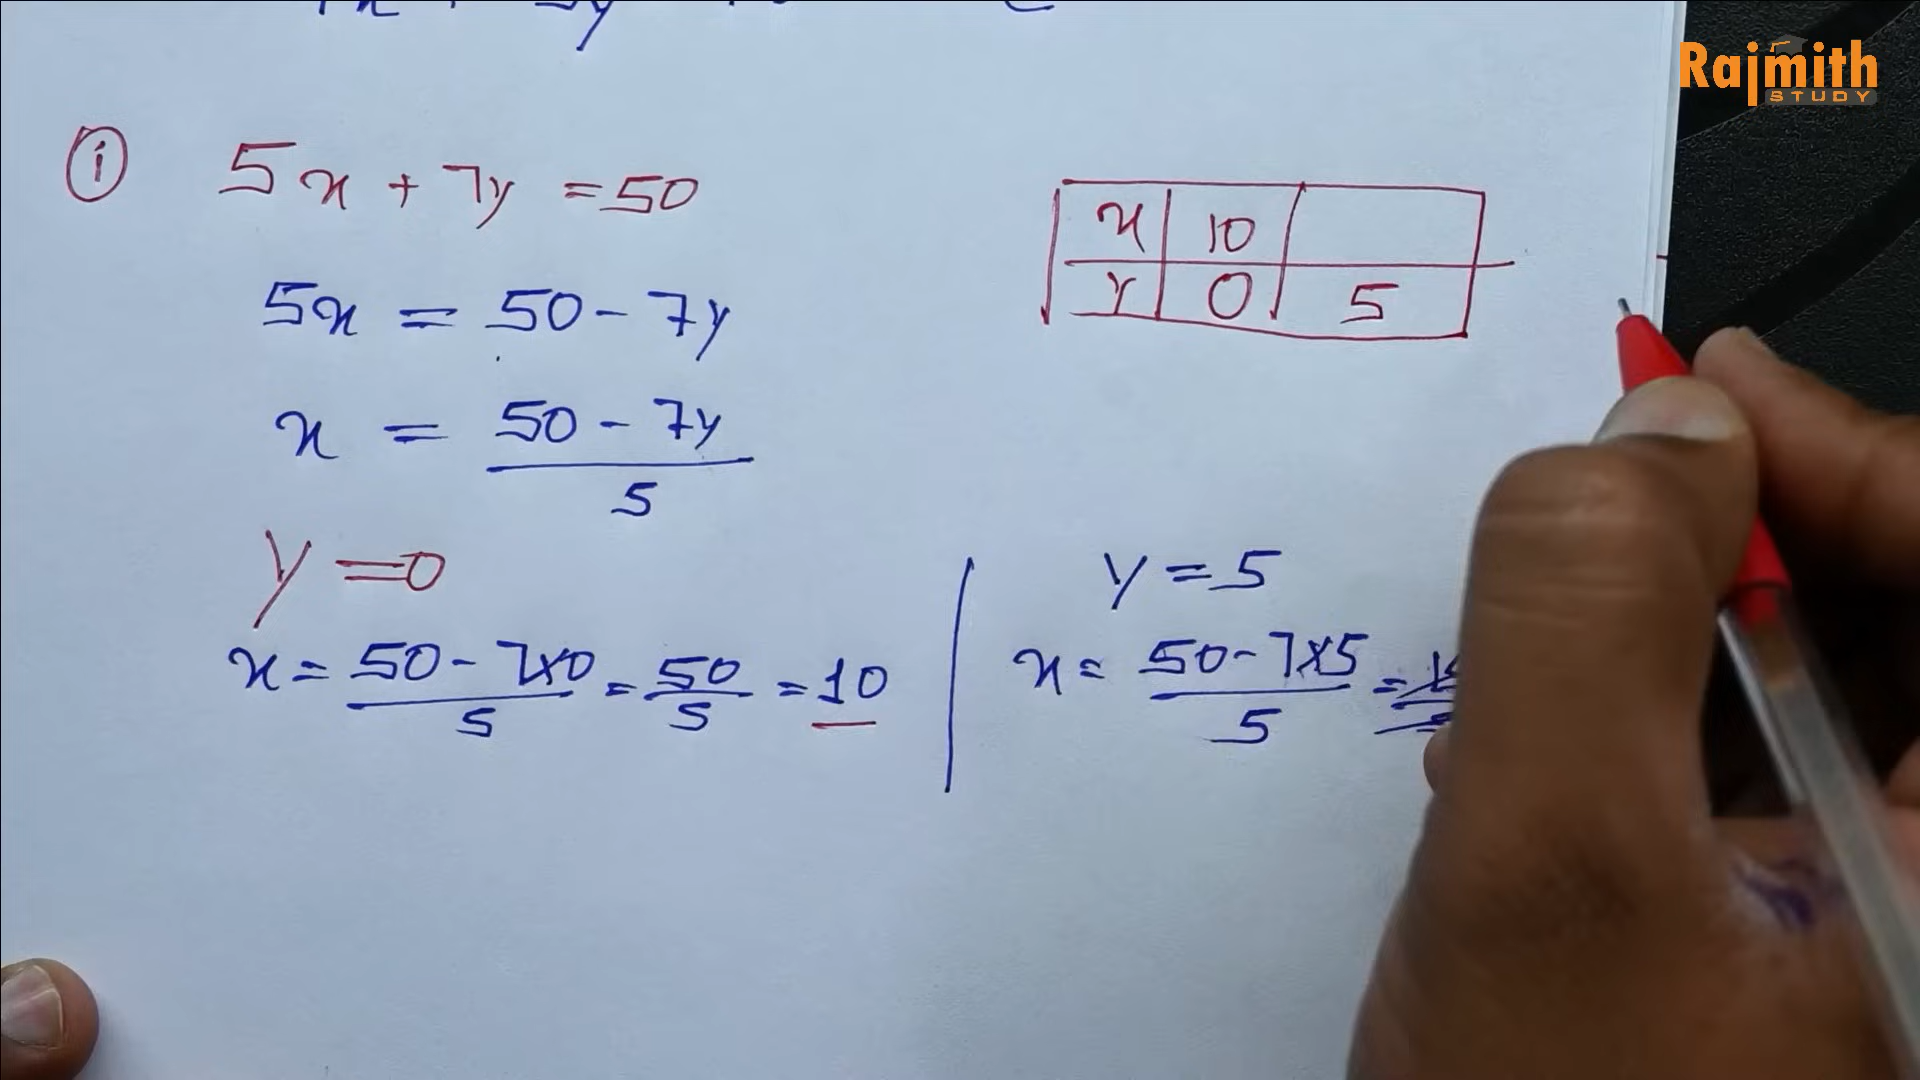 Rajmith
STUDY
① 5x + 7y = 50
5x = 50 - 7y
x = 50 - 7y
5
y = 0
x = 50 - 7x0 = 50 = 10
5 5
x 10
y 0 5
y = 5
x = 50 - 7x5 =
5